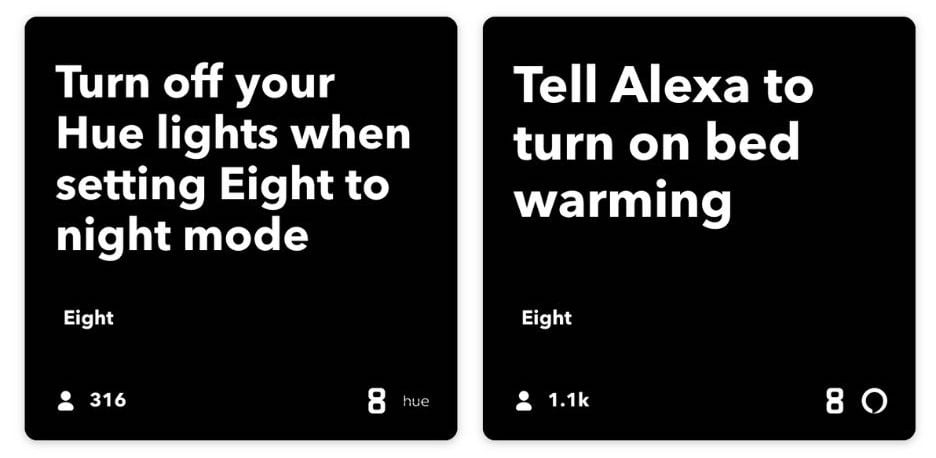 Turn off your
Hue lights when
setting Eight to
night mode
Eight
316
8 hue
Tell Alexa to
turn on bed
warming
Eight
1.1k
8